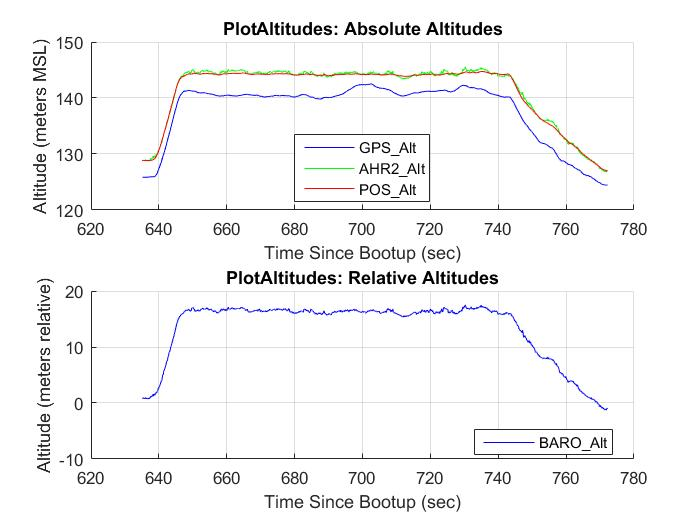 PlotAltitudes: Absolute Altitudes
Altitude (meters MSL)
150
140
130
120
GPS_Alt
AHR2_Alt
POS_Alt
620 640 660 680 700 720 740 760 780
Time Since Bootup (sec)
PlotAltitudes: Relative Altitudes
Altitude (meters relative)
20
10
0
-10
BARO_Alt
620 640 660 680 700 720 740 760 780
Time Since Bootup (sec)